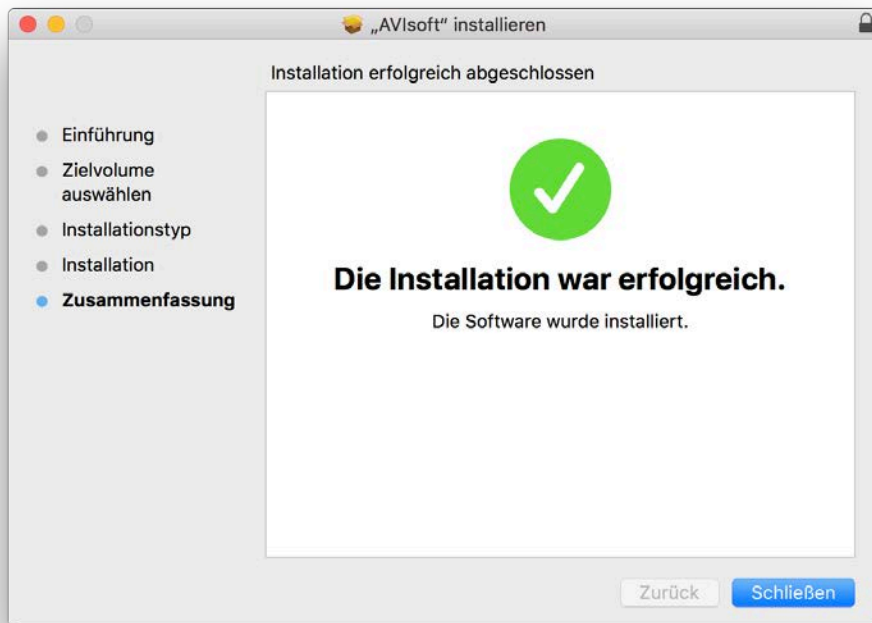 „AVIsoft“ installieren
Installation erfolgreich abgeschlossen
Einführung
Zielvolume
auswählen
Installationstyp
Installation
Zusammenfassung
Die Installation war erfolgreich.
Die Software wurde installiert.
Zurück
Schließen